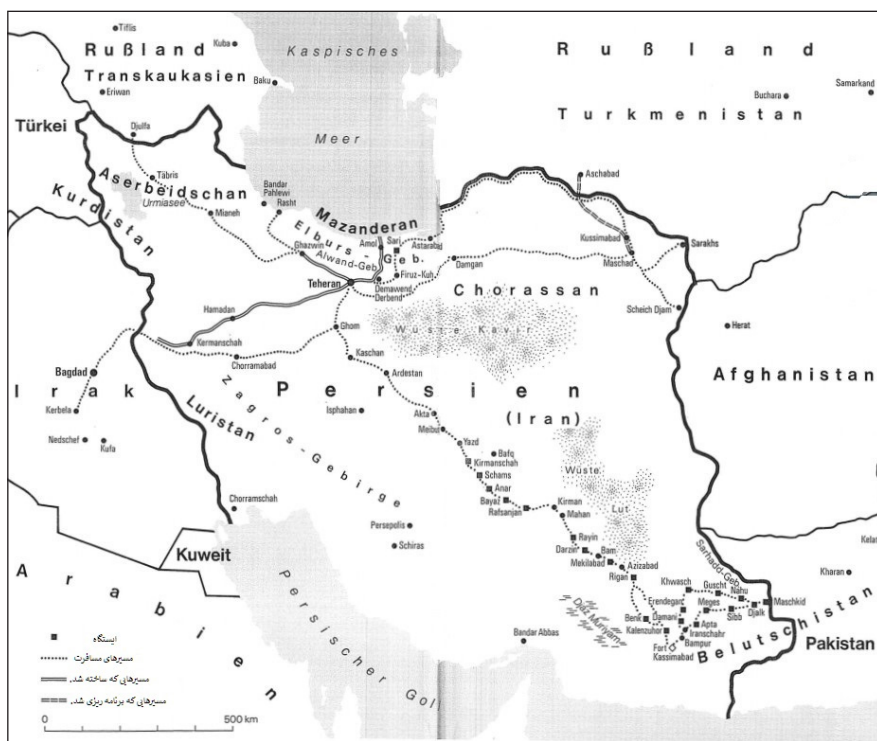 Tiflis
Rußland
Kuba
Kaspisches
Rußland
Transkaukasien
Baku
Eriwan
Buchara
Samarkand
Turkmenistan
Türkei
Djulfa
Meer
Aschabad
Täbris
Aserbeidschan
Urmiasee
Kurdistan
Mianeh
Bandar
Pahlewi
Rasht
Mazanderan
Elburs-Geb.
Amol
Sari
Astarabad
Kussimabad
Sarakhs
Ghazwin
Alwand-Geb.
Firuz-Kuh
Damgan
Maschad
Teheran
Demawend
Derbend
Chorassan
Scheich Djam
Hamadan
Ghom
Wüste Kavir
Herat
Kermanschah
Chorramabad
Kaschan
Bagdad
Ardestan
Afghanistan
Irak
Persien
Kerbela
Luristan
Zagros-Gebirge
Isphahan
Akta
(Iran)
Nedschef
Kufa
Meibut
Yazd
Bafq
Kirmanschah
Wüste
Schams
Anar
Chorramschah
Bayaz
Rafsanjan
Kirman
Mahan
Lut
Persepolis
Schiras
Rayin
Kuweit
Darzin
Bam
Mekilabad
Azizabad
Sarhadd-Geb.
Kelat
Kharan
Rigan
Khwasch
Guscht
Nahu
Maschkid
Arabien
Persischer Golf
Djaz Muriyam
Erendegan
Meges
Benk
Damani
Apta
Sibb
Djalk
Kalenzuhor
Iranschahr
Bampur
Belutschistan
Pakistan
Bandar Abbas
Fort
Kassimabad
ایستگاه
مسیرهای مسافرت
مسیرهایی که ساخته شد.
مسیرهایی که برنامه ریزی شد.
0
500 km